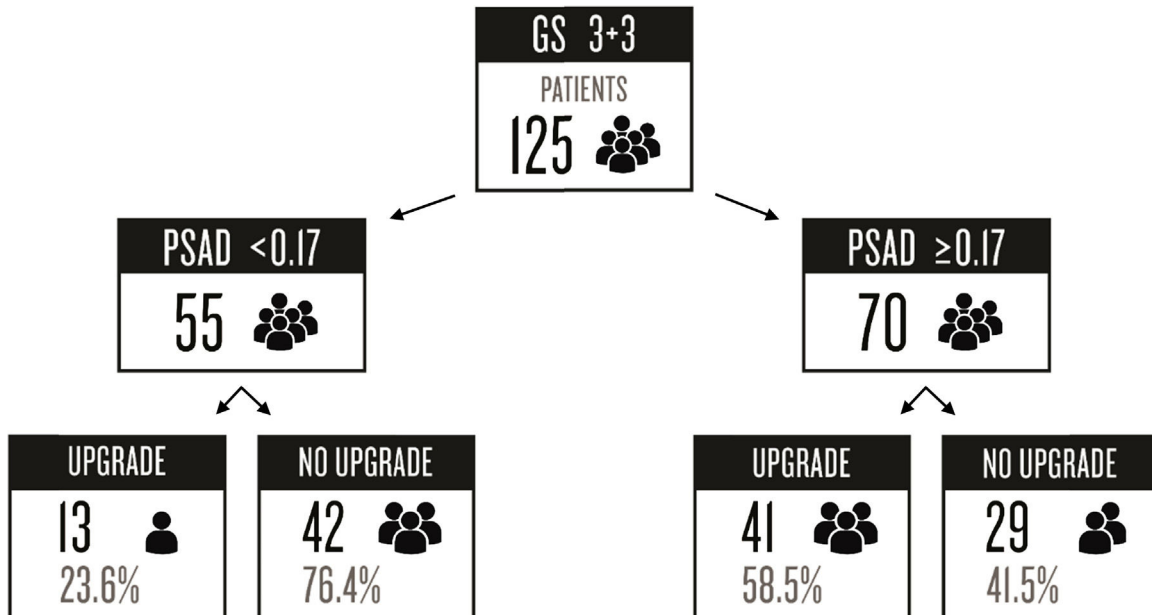 GS 3+3
PATIENTS
125
PSAD <0.17
55
PSAD ≥0.17
70
UPGRADE
13
23.6%
NO UPGRADE
42
76.4%
UPGRADE
41
58.5%
NO UPGRADE
29
41.5%